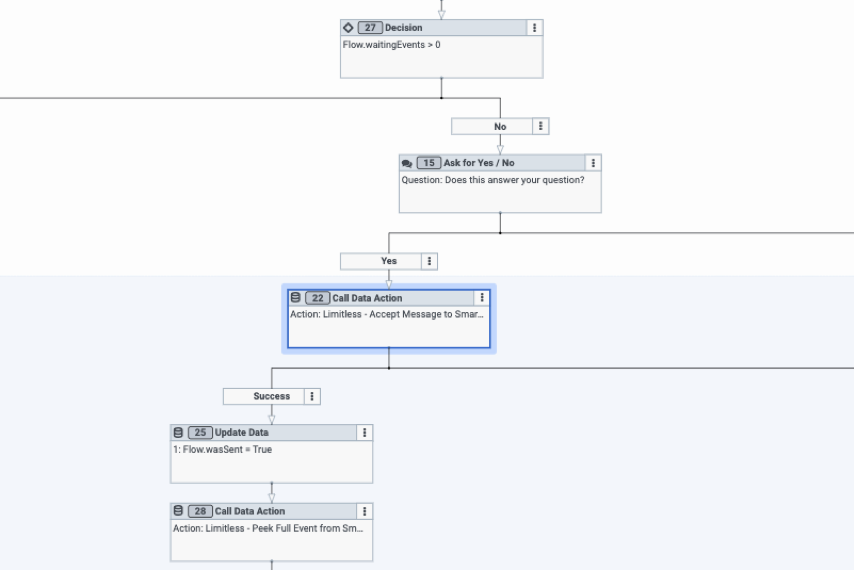 27 Decision
Flow.waitingEvents > 0
No
15 Ask for Yes / No
Question: Does this answer your question?
Yes
22 Call Data Action
Action: Limitless - Accept Message to Smar...
Success
25 Update Data
1: Flow.wasSent = True
28 Call Data Action
Action: Limitless - Peek Full Event from Sm...